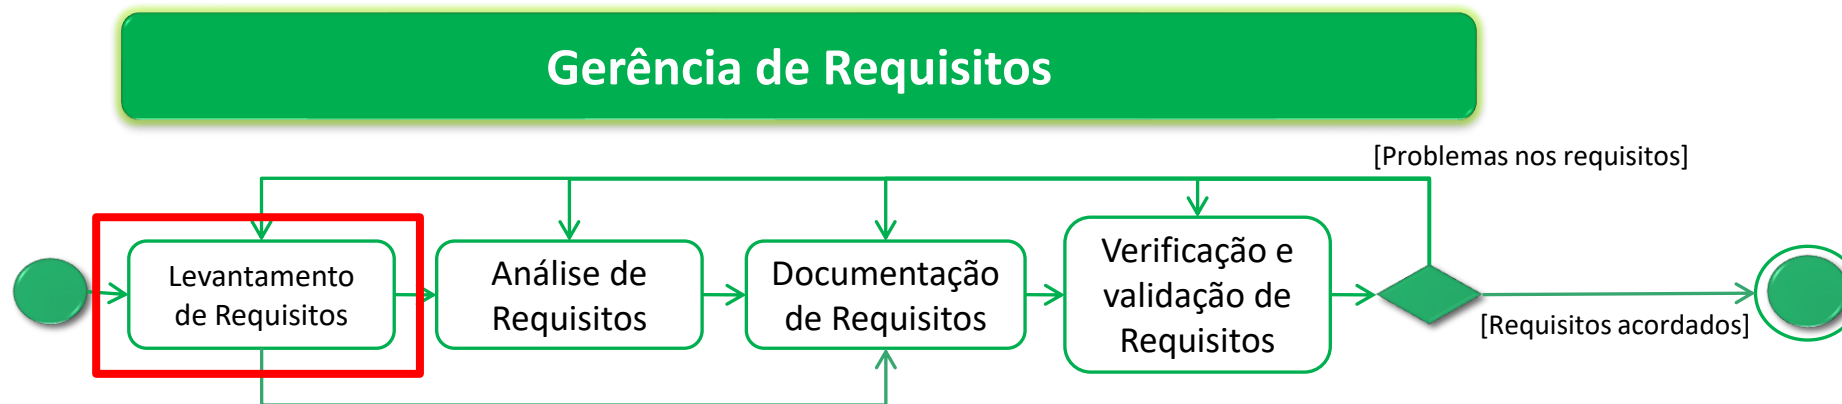 Gerência de Requisitos
[Problemas nos requisitos]
Levantamento
de Requisitos
Análise de
Requisitos
Documentação
de Requisitos
Verificação e
validação de
Requisitos
[Requisitos acordados]